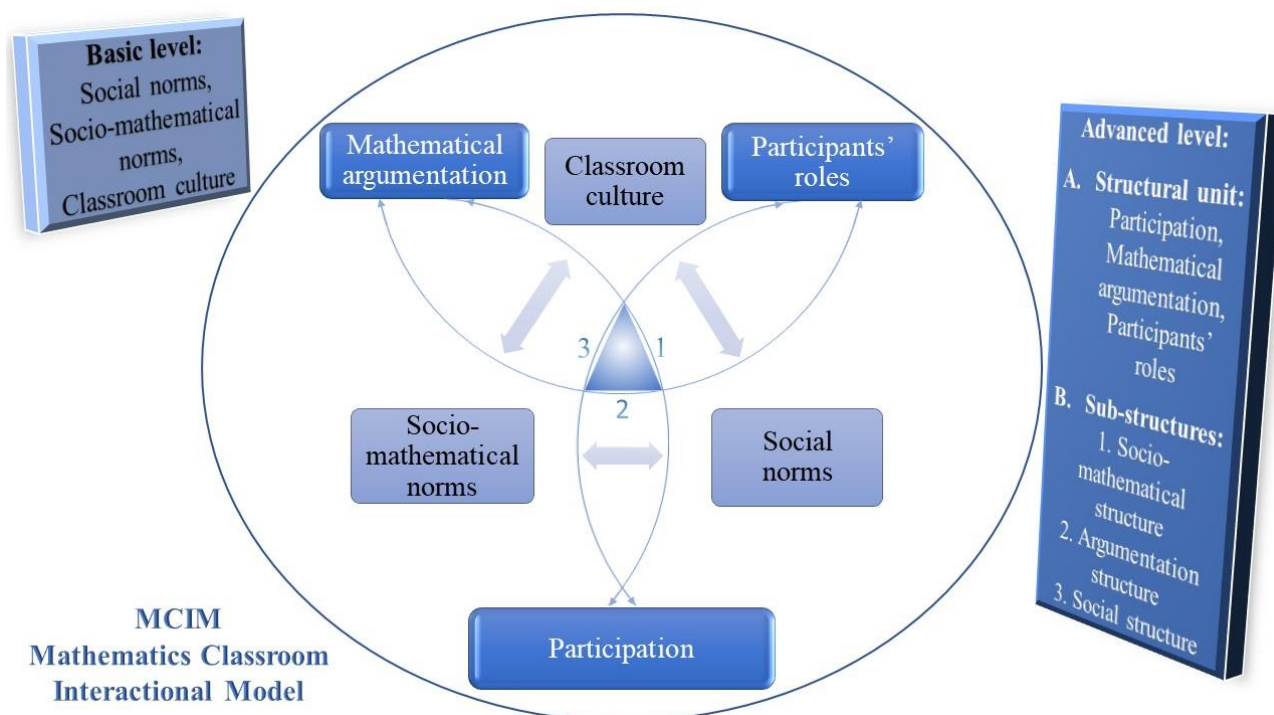 Basic level:
Social norms,
Socio-mathematical
norms,
Classroom culture
Mathematical
argumentation
Classroom
culture
Participants’
roles
3
1
2
Socio-
mathematical
norms
Social
norms
Participation
MCIM
Mathematics Classroom
Interactional Model
Advanced level:
A. Structural unit:
Participation,
Mathematical
argumentation,
Participants’
roles
B. Sub-structures:
1. Socio-
mathematical
structure
2. Argumentation
structure
3. Social structure